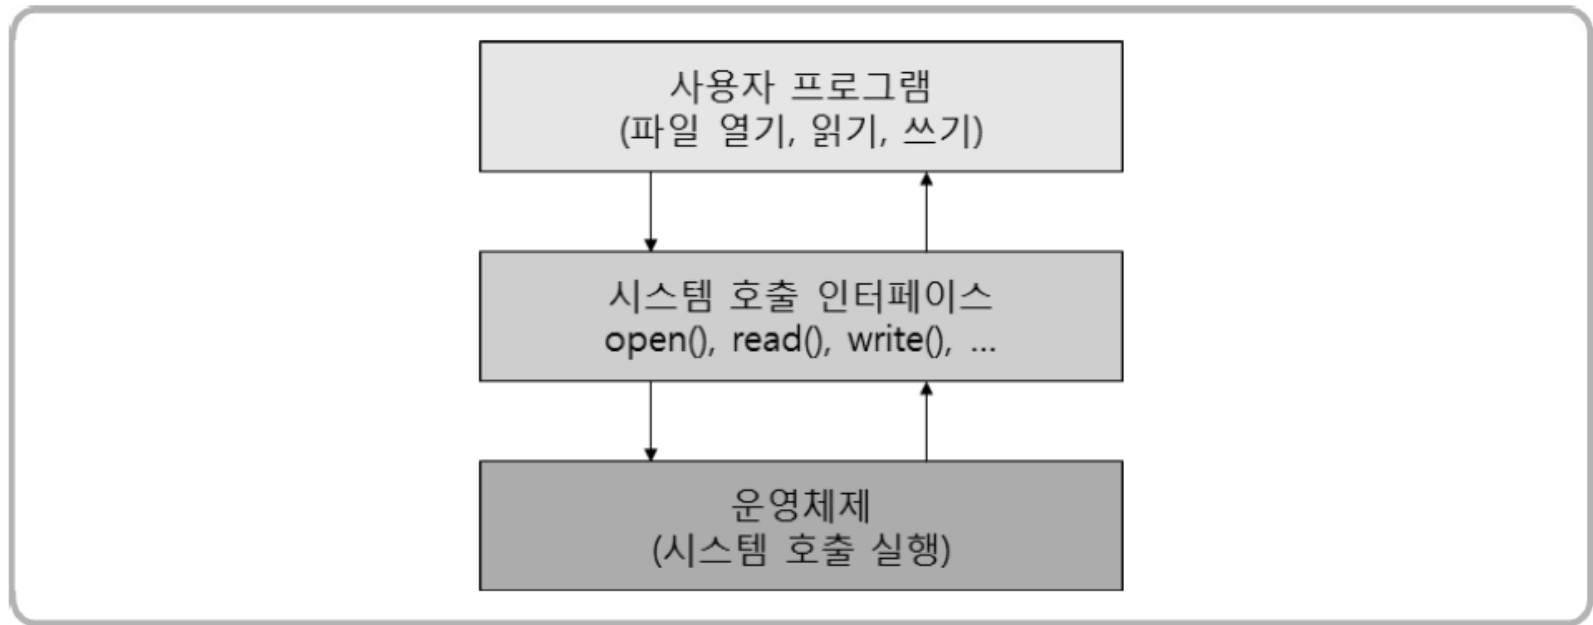 사용자 프로그램
(파일 열기, 읽기, 쓰기)
시스템 호출 인터페이스
open(), read(), write(), ...
운영체제
(시스템 호출 실행)